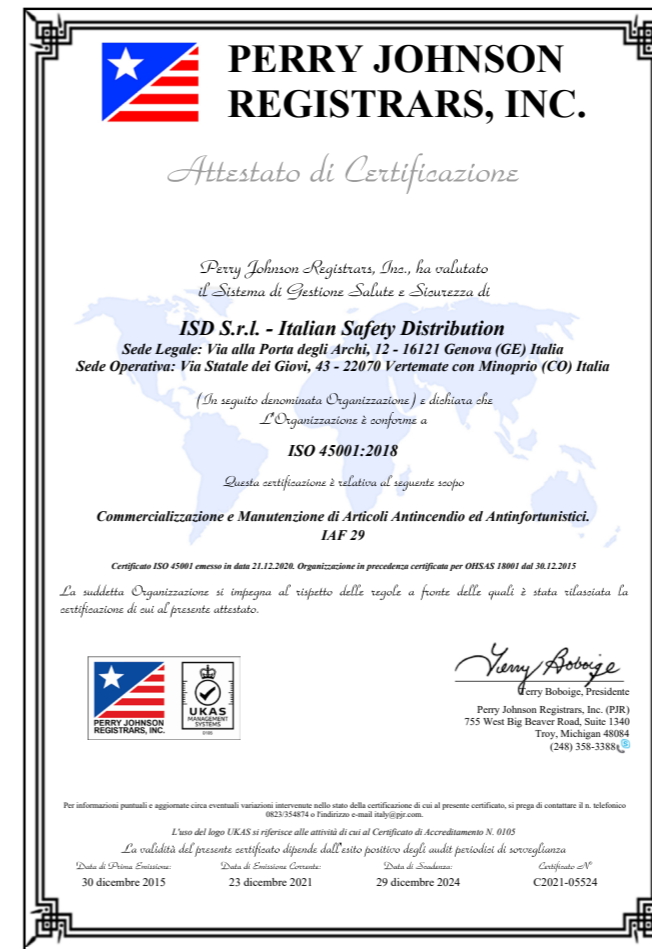 PERRY JOHNSON
REGISTRARS, INC.
Attestato di Certificazione
Perry Johnson Registrars, Inc., ha valutato
il Sistema di Gestione Salute e Sicurezza di
ISD S.r.l. - Italian Safety Distribution
Sede Legale: Via alla Porta degli Archi, 12 - 16121 Genova (GE) Italia
Sede Operativa: Via Statale dei Giovi, 43 - 22070 Vertemate con Minoprio (CO) Italia
(In seguito denominata Organizzazione) e dichiara che
L'Organizzazione è conforme a
ISO 45001:2018
Questa certificazione è relativa al seguente scopo
Commercializzazione e Manutenzione di Articoli Antincendio ed Antinfortunistici.
IAF 29
Certificato ISO 45001 emesso in data 21.12.2020. Organizzazione in precedenza certificata per OHSAS 18001 dal 30.12.2015
La suddetta Organizzazione si impegna al rispetto delle regole a fronte delle quali è stata rilasciata la
certificazione di cui al presente attestato.
PERRY JOHNSON
REGISTRARS, INC.
UKAS
MANAGEMENT
SYSTEMS
0105
Terry Boboige
Terry Boboige, Presidente
Perry Johnson Registrars, Inc. (PJR)
755 West Big Beaver Road, Suite 1340
Troy, Michigan 48084
(248) 358-3388
Per informazioni puntuali e aggiornate circa eventuali variazioni intervenute nello stato della certificazione di cui al presente certificato, si prega di contattare il n. telefonico
0823/354874 o l'indirizzo e-mail italy@pjr.com.
L'uso del logo UKAS si riferisce alle attività di cui al Certificato di Accreditamento N. 0105
La validità del presente certificato dipende dall'esito positivo degli audit periodici di sorveglianza
Data di Prima Emissione: Data di Emissione Corrente: Data di Scadenza: Certificato N°
30 dicembre 2015 23 dicembre 2021 29 dicembre 2024 C2021-05524